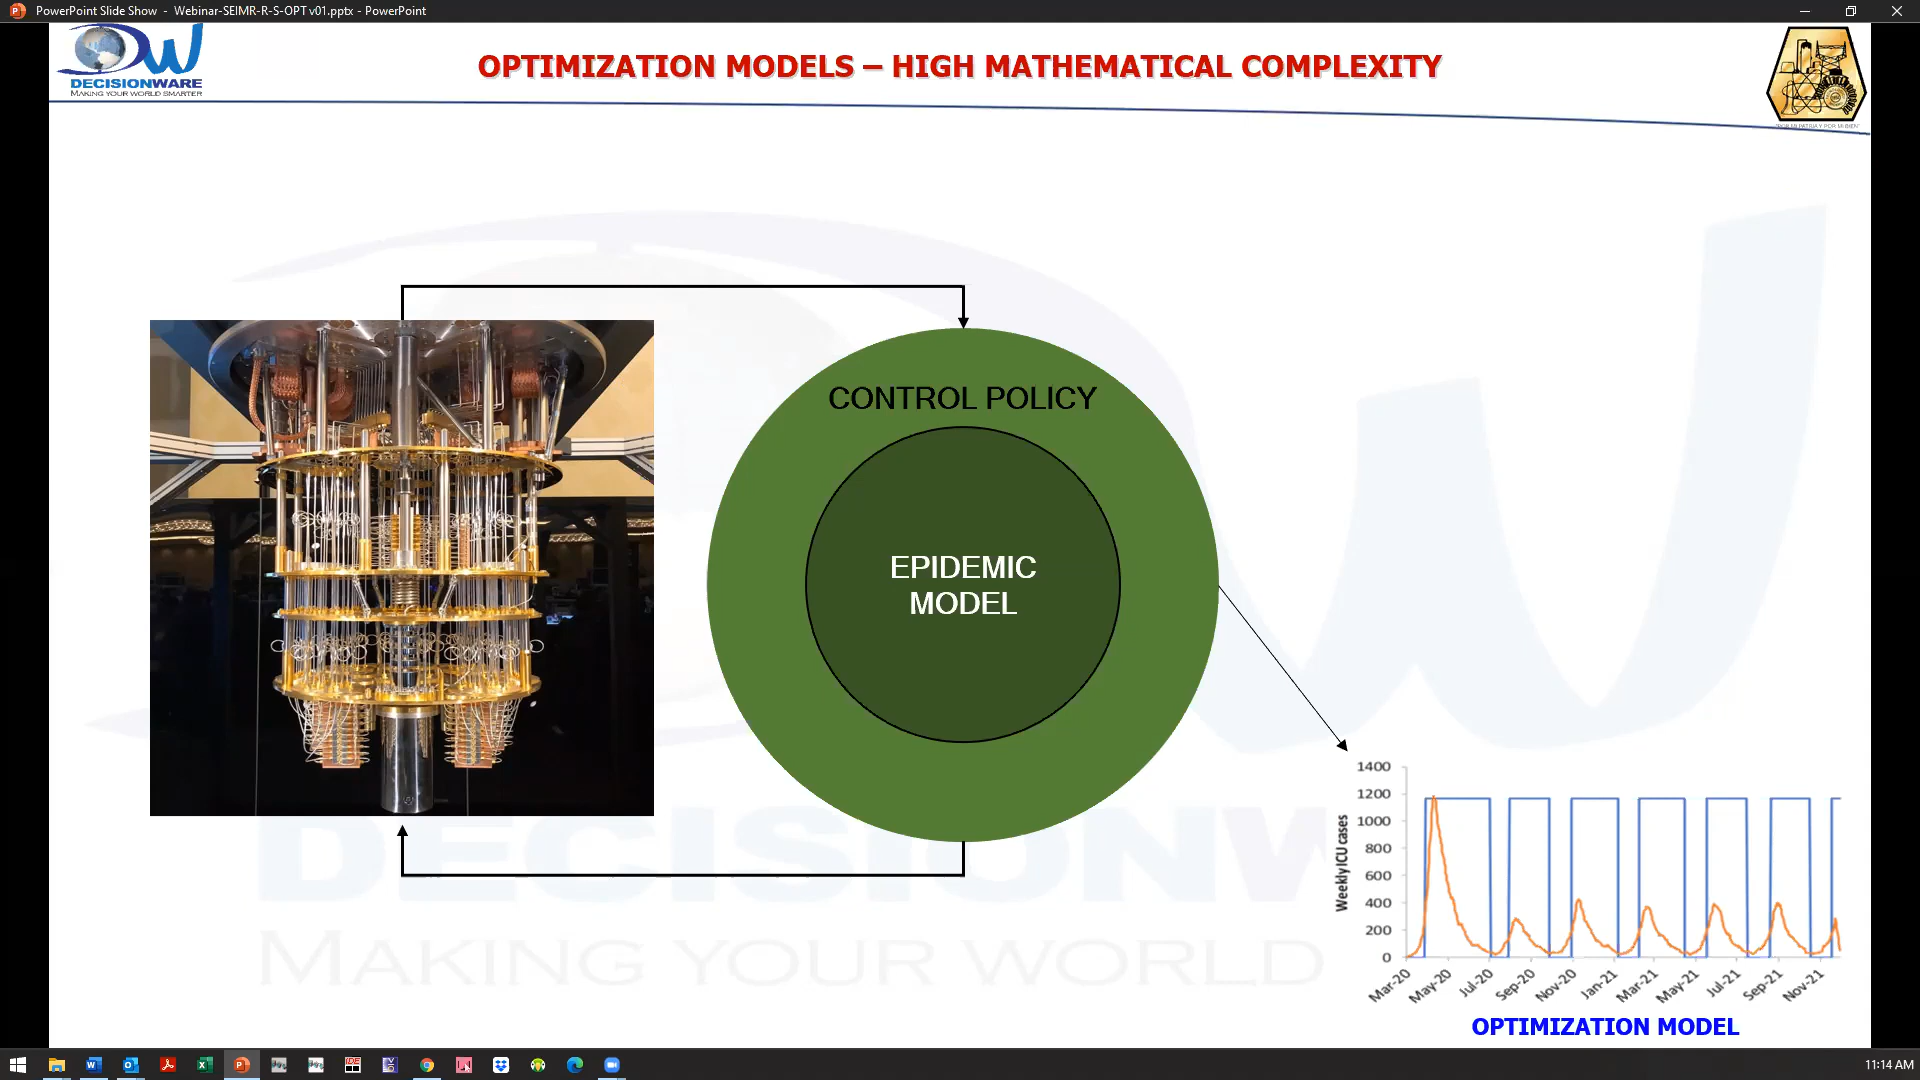 PowerPoint Slide Show - Webinar-SEIMR-R-S-OPT v01.pptx - PowerPoint
DW
DECISIONWARE
MAKING YOUR WORLD SMARTER
OPTIMIZATION MODELS – HIGH MATHEMATICAL COMPLEXITY
CONTROL POLICY
EPIDEMIC
MODEL
Weekly ICU cases
1400
1200
1000
800
600
400
200
0
Mar-20
May-20
Jul-20
Sep-20
Nov-20
Jan-21
Mar-21
May-21
Jul-21
Sep-21
Nov-21
OPTIMIZATION MODEL
DECISIONW
MAKING YOUR WORLD
11:14 AM